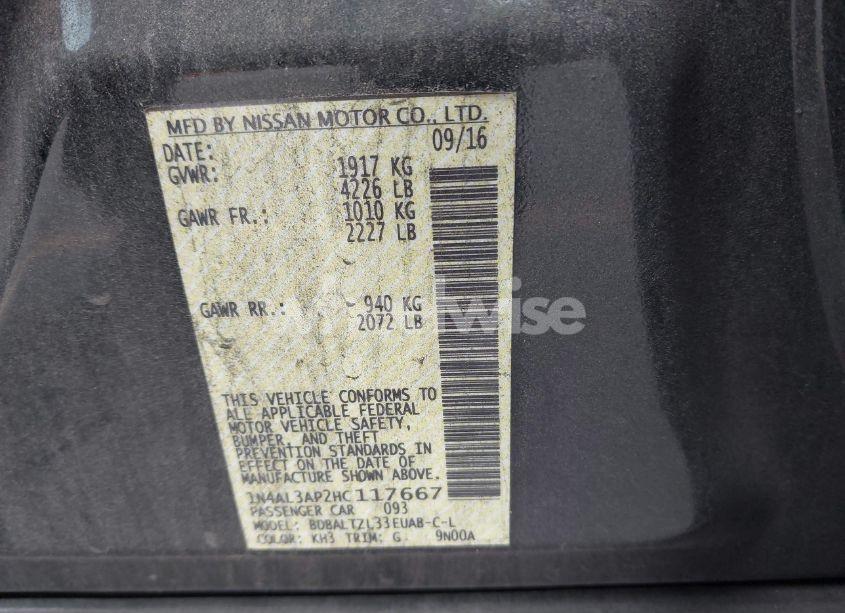 MFD BY NISSAN MOTOR CO., LTD.
DATE: 09/16
GVWR: 1917 KG
4226 LB
GAWR FR.: 1010 KG
2227 LB
GAWR RR.: 940 KG
2072 LB
THIS VEHICLE CONFORMS TO
ALL APPLICABLE FEDERAL
MOTOR VEHICLE SAFETY,
BUMPER, AND THEFT
PREVENTION STANDARDS IN
EFFECT ON THE DATE OF
MANUFACTURE SHOWN ABOVE.
1N4AL3AP2HC117667
PASSENGER CAR 093
MODEL: BDBALTZL33EUAB-C-L
COLOR: KH3 TRIM: G 9N00A